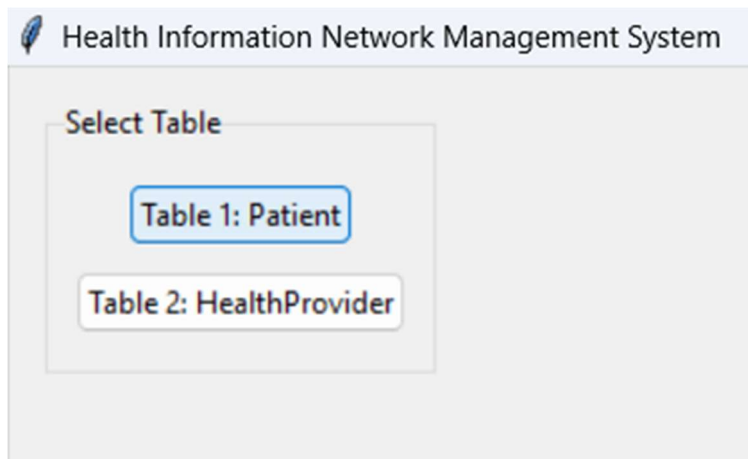 Health Information Network Management System
Select Table
Table 1: Patient
Table 2: HealthProvider